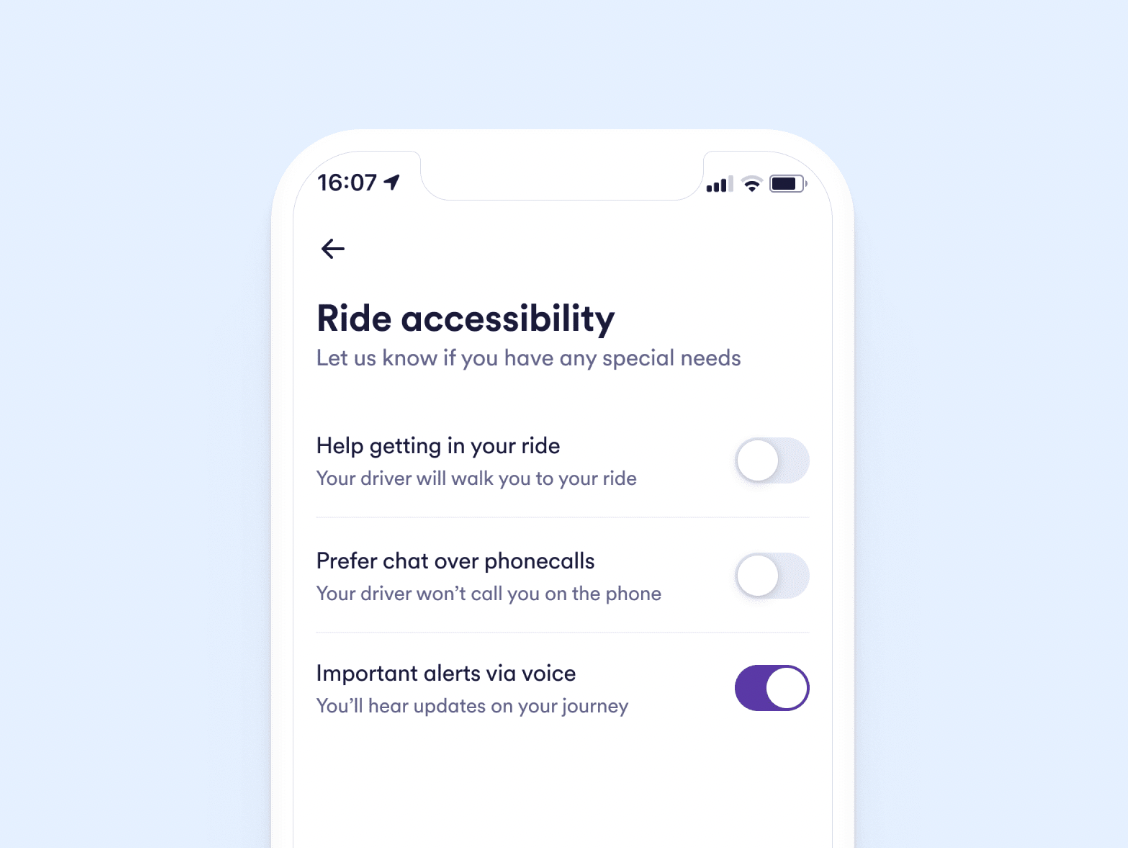 16:07
Ride accessibility
Let us know if you have any special needs
Help getting in your ride
Your driver will walk you to your ride
Prefer chat over phonecalls
Your driver won’t call you on the phone
Important alerts via voice
You’ll hear updates on your journey